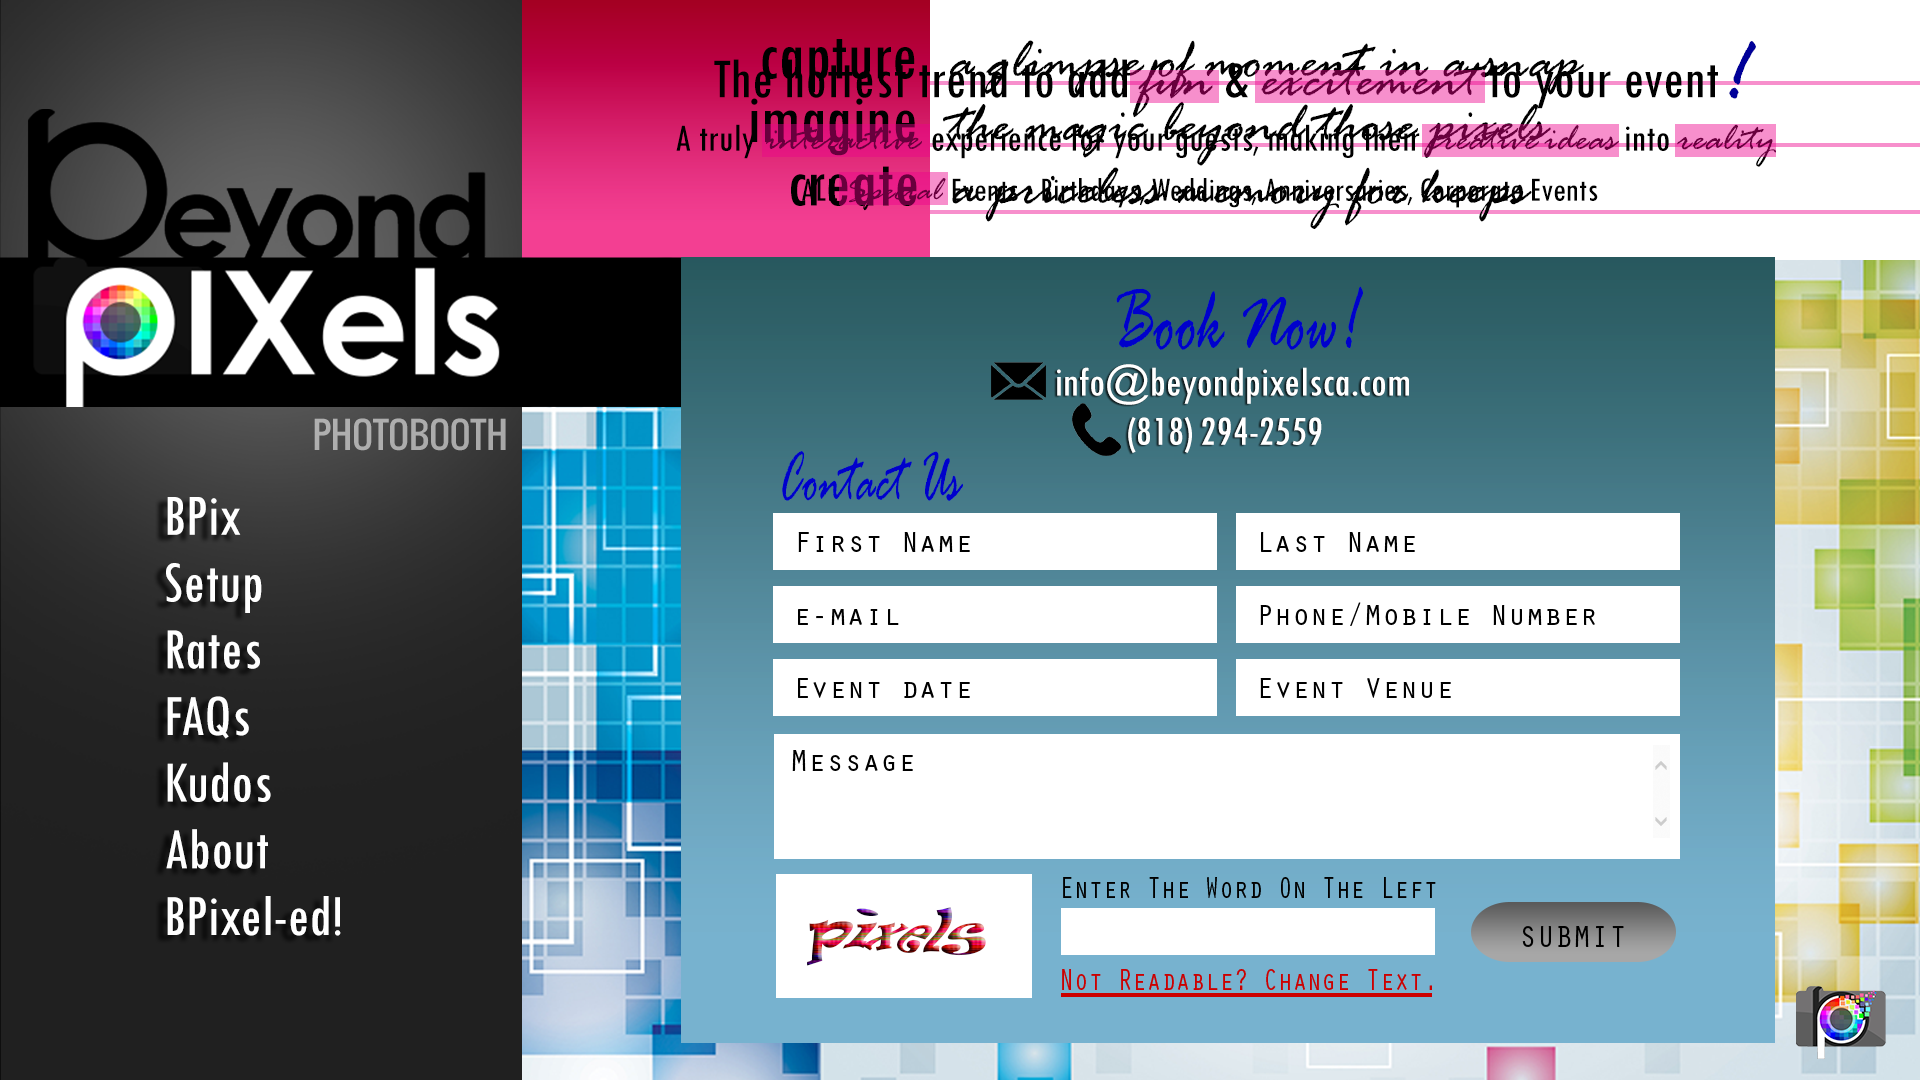 capture a glimpse of moment in a snap
The hottest trend to add fun & excitement to your event!
imagine the magic beyond those pixels
A truly interactive experience for your guests, making their creative ideas into reality
create a priceless memory for keeps
ALL Special Events - Birthdays, Weddings, Anniversaries, Corporate Events
beyond
pIXels
PHOTOBOOTH
BPix
Setup
Rates
FAQs
Kudos
About
BPixel-ed!
Book Now!
info@beyondpixelsca.com
(818) 294-2559
Contact Us
First Name
Last Name
e-mail
Phone/Mobile Number
Event date
Event Venue
Message
pixels
Enter The Word On The Left
SUBMIT
Not Readable? Change Text.